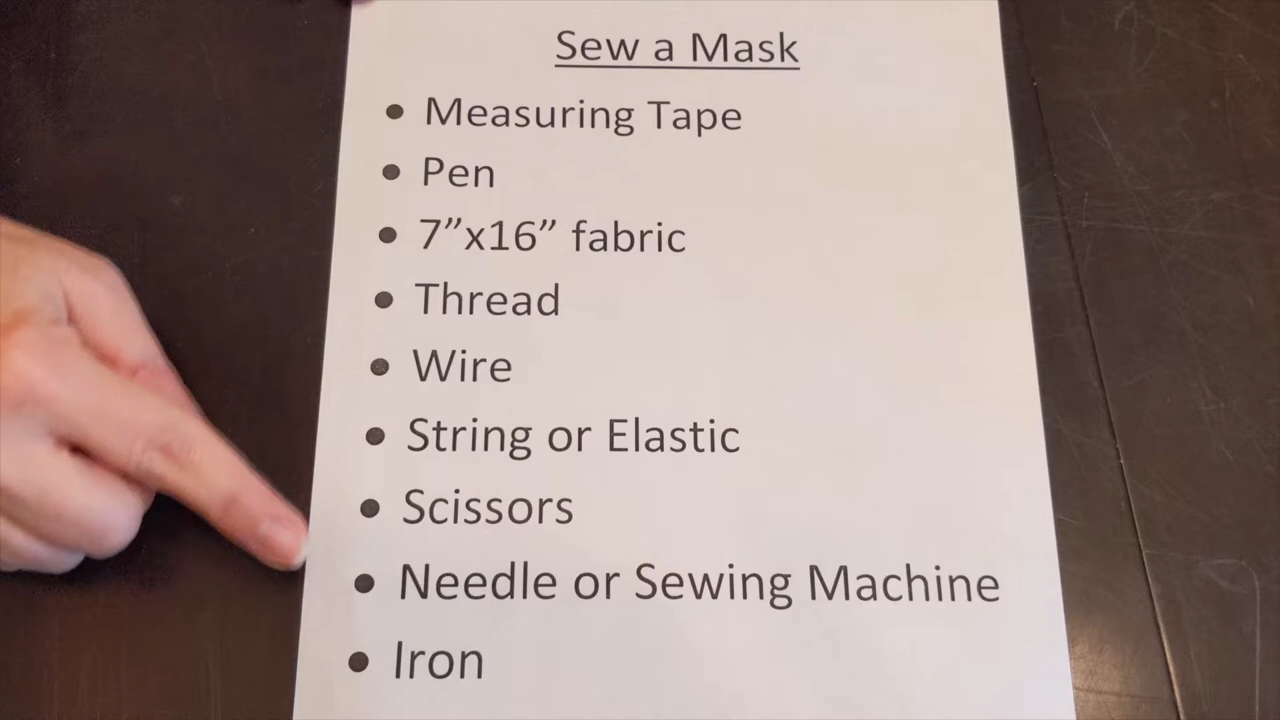 Sew a Mask
• Measuring Tape
• Pen
• 7”x16” fabric
• Thread
• Wire
• String or Elastic
• Scissors
• Needle or Sewing Machine
• Iron